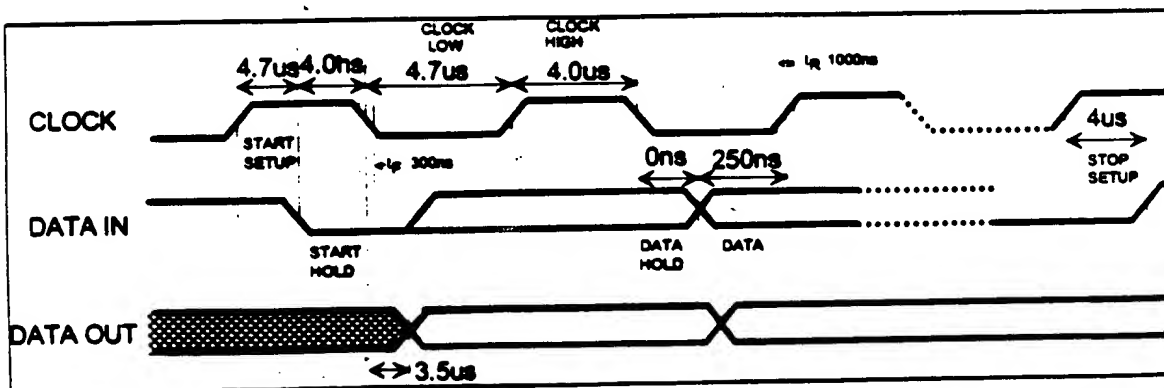 CLOCK
LOW
CLOCK
HIGH
4.7us
4.0hs
4.7us
4.0us
⇔ tR 1000ns
CLOCK
START
SETUP
4us
STOP
SETUP
tF 300ns
0ns
250ns
DATA IN
START
HOLD
DATA
HOLD
DATA
DATA OUT
3.5us